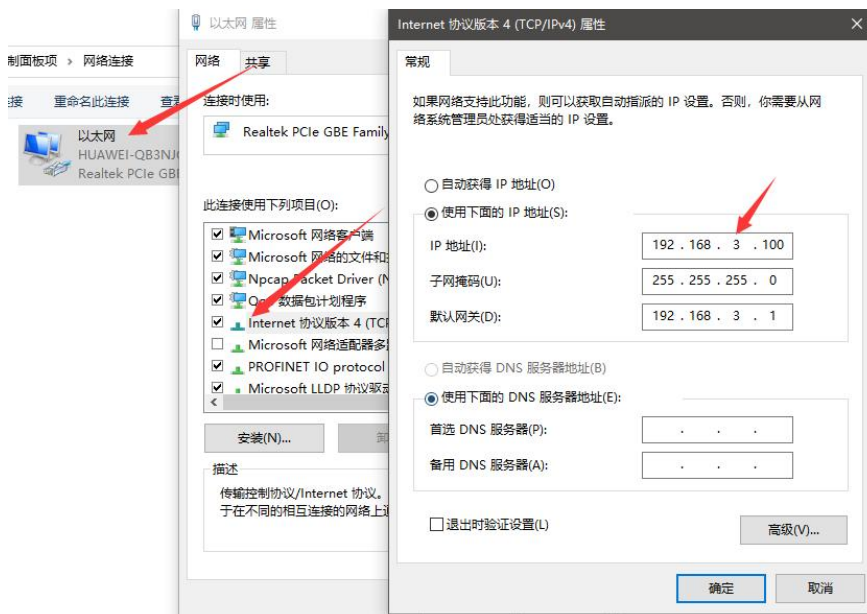 制面板项 › 网络连接
重命名此连接
以太网
HUAWEI-QB3NJ
Realtek PCIe GBE
以太网 属性
网络
共享
连接时使用:
Realtek PCIe GBE Family
此连接使用下列项目(O):
Microsoft 网络客户端
Microsoft 网络的文件和
Npcap Packet Driver (N
QoS 数据包计划程序
Internet 协议版本 4 (TCP
Microsoft 网络适配器多
PROFINET IO protocol
Microsoft LLDP 协议驱动
安装(N)...
卸
描述
传输控制协议/Internet 协议。
于在不同的相互连接的网络上通
Internet 协议版本 4 (TCP/IPv4) 属性
常规
如果网络支持此功能，则可以获取自动指派的 IP 设置。否则，你需要从网
络系统管理员处获得适当的 IP 设置。
自动获得 IP 地址(O)
使用下面的 IP 地址(S):
IP 地址(I):
192 . 168 . 3 . 100
子网掩码(U):
255 . 255 . 255 . 0
默认网关(D):
192 . 168 . 3 . 1
自动获得 DNS 服务器地址(B)
使用下面的 DNS 服务器地址(E):
首选 DNS 服务器(P):
. . .
备用 DNS 服务器(A):
. . .
退出时验证设置(L)
高级(V)...
确定
取消